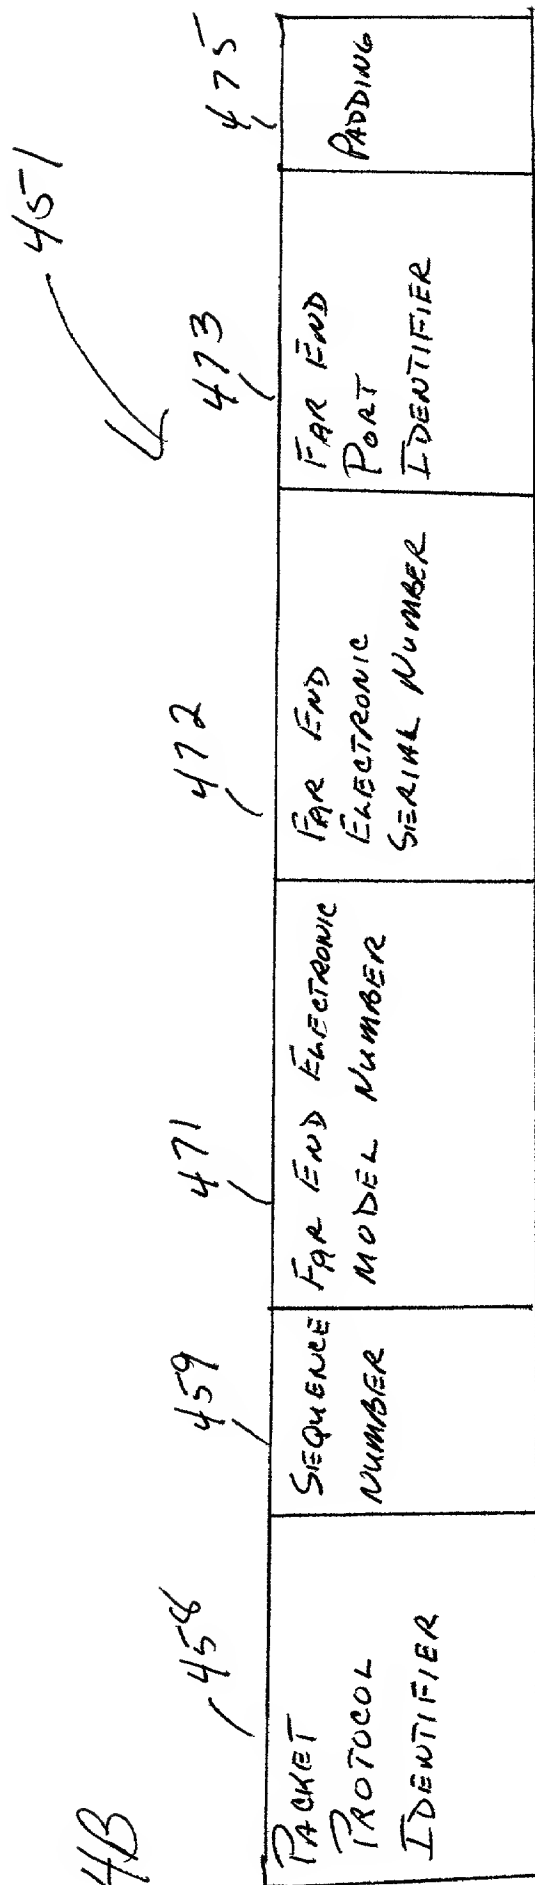 4B
451
458
459
471
472
473
475
PACKET
PROTOCOL
IDENTIFIER
SEQUENCE
NUMBER
FAR END ELECTRONIC
MODEL NUMBER
FAR END
ELECTRONIC
SERIAL NUMBER
FAR END
PORT
IDENTIFIER
PADDING